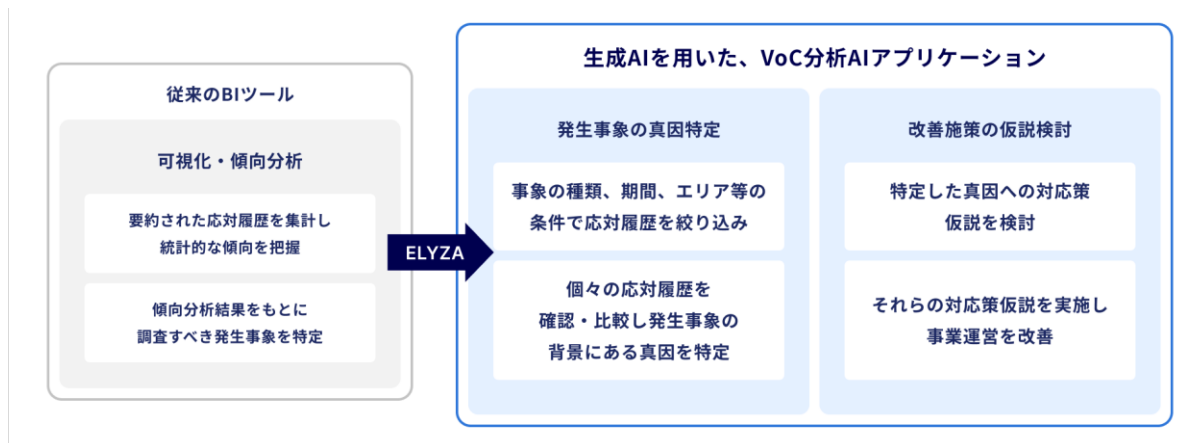 従来のBIツール
可視化・傾向分析
要約された応対履歴を集計し
統計的な傾向を把握
傾向分析結果をもとに
調査すべき発生事象を特定
ELYZA
生成AIを用いた、VoC分析AIアプリケーション
発生事象の真因特定
事象の種類、期間、エリア等の
条件で応対履歴を絞り込み
個々の応対履歴を
確認・比較し発生事象の
背景にある真因を特定
改善施策の仮説検討
特定した真因への対応策
仮説を検討
それらの対応策仮説を実施し
事業運営を改善